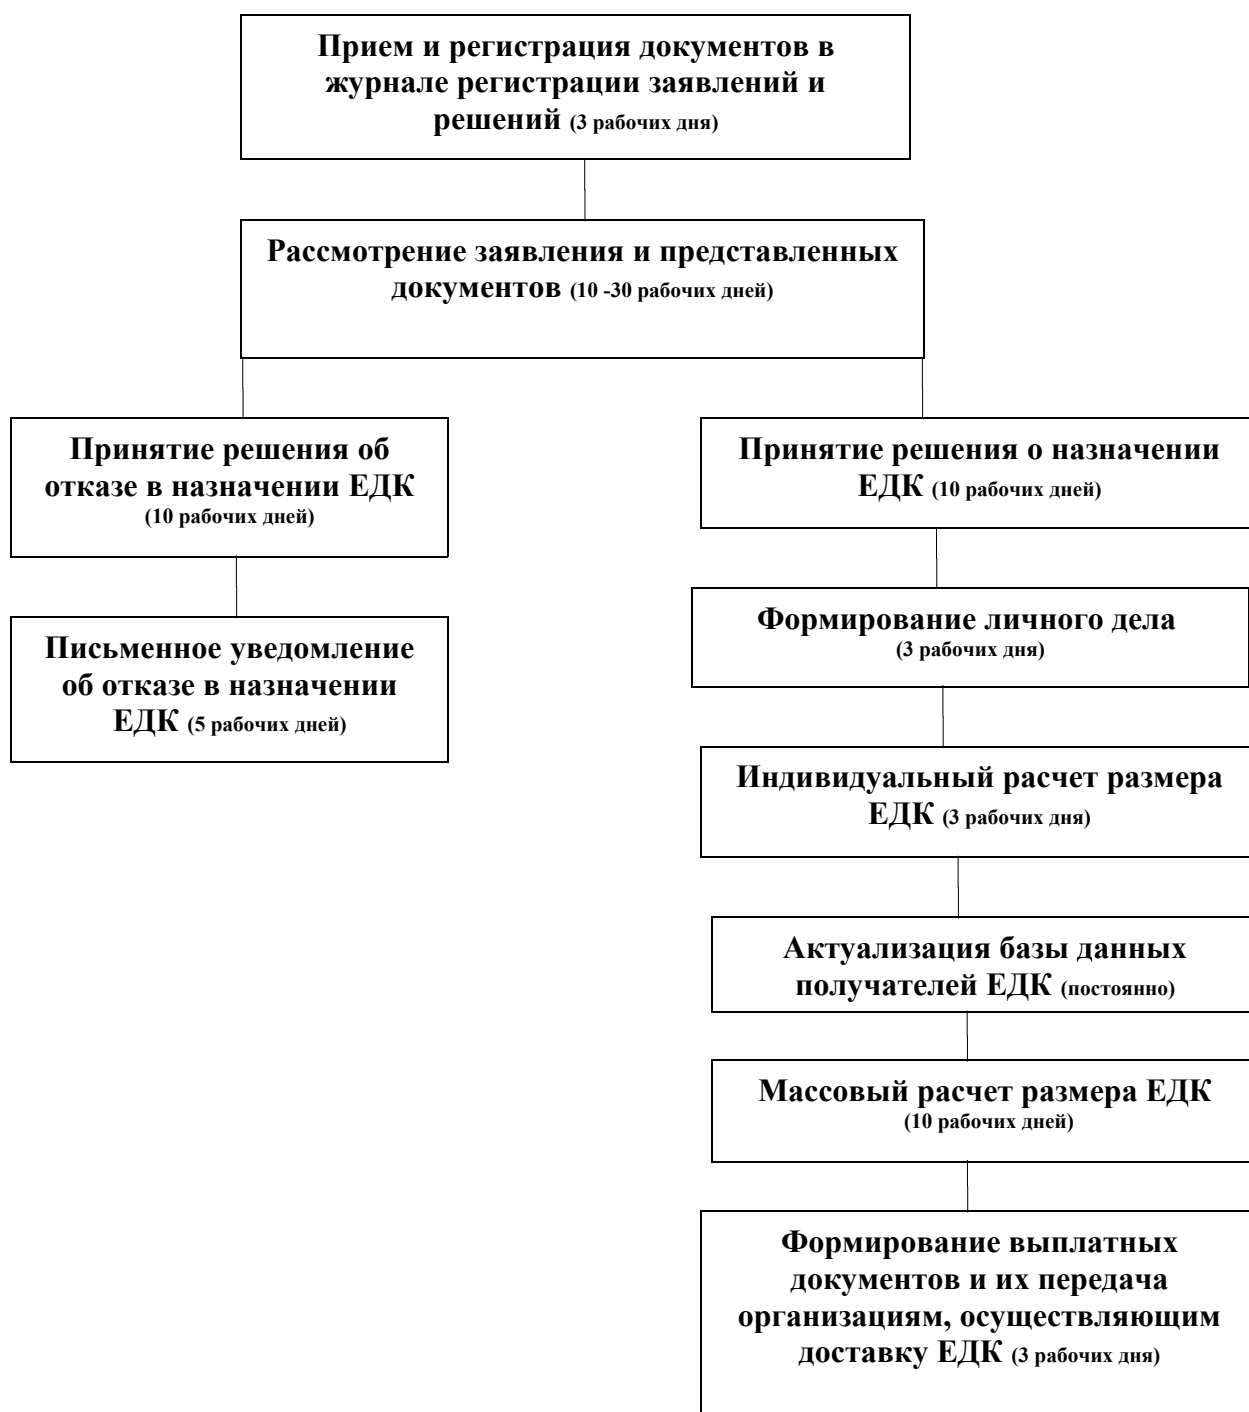 Прием и регистрация документов в
журнале регистрации заявлений и
решений (3 рабочих дня)
Рассмотрение заявления и представленных
документов (10 -30 рабочих дней)
Принятие решения об
отказе в назначении ЕДК
(10 рабочих дней)
Письменное уведомление
об отказе в назначении
ЕДК (5 рабочих дней)
Принятие решения о назначении
ЕДК (10 рабочих дней)
Формирование личного дела
(3 рабочих дня)
Индивидуальный расчет размера
ЕДК (3 рабочих дня)
Актуализация базы данных
получателей ЕДК (постоянно)
Массовый расчет размера ЕДК
(10 рабочих дней)
Формирование выплатных
документов и их передача
организациям, осуществляющим
доставку ЕДК (3 рабочих дня)